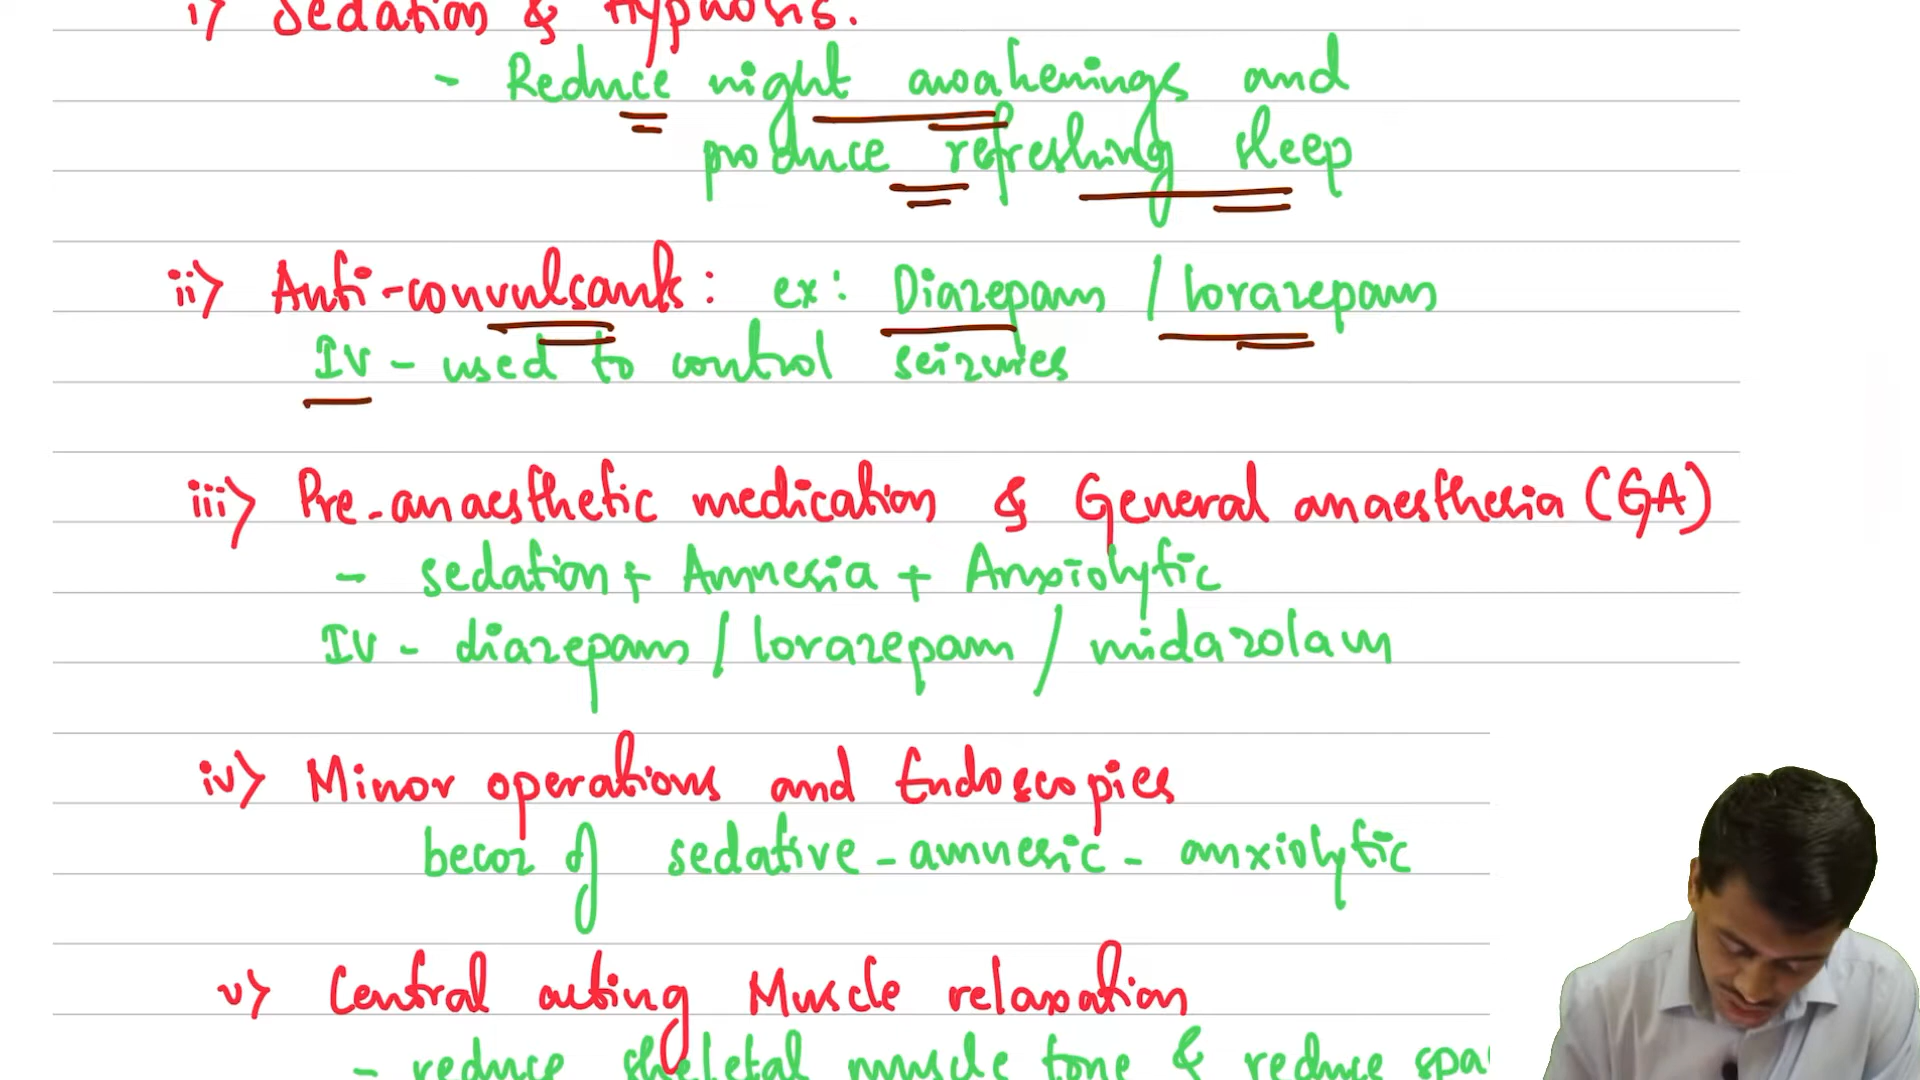 i) Sedation & Hypnosis:
- Reduce night awakenings and
produce refreshing sleep
ii) Anti-convulsants: ex: Diazepam / lorazepam
IV - used to control seizures
iii) Pre-anaesthetic medication & General anaesthesia (GA)
- sedation + Amnesia + Anxiolytic
IV - diazepam / lorazepam / midazolam
iv) Minor operations and Endoscopies
becoz of sedative - amnesic - anxiolytic
v) Central acting Muscle relaxation
- reduce skeletal muscle tone & reduce spa